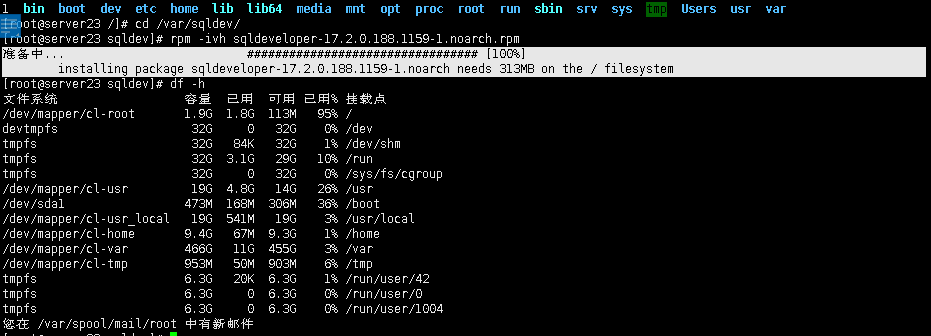 1 bin boot dev etc home lib lib64 media mnt opt proc root run sbin srv sys tmp Users usr var
[root@server23 /]# cd /var/sqldev/
[root@server23 sqldev]# rpm -ivh sqldeveloper-17.2.0.188.1159-1.noarch.rpm
准备中... ################################# [100%]
installing package sqldeveloper-17.2.0.188.1159-1.noarch needs 313MB on the / filesystem
[root@server23 sqldev]# df -h
文件系统 容量 已用 可用 已用% 挂载点
/dev/mapper/cl-root 1.9G 1.8G 113M 95% /
devtmpfs 32G 0 32G 0% /dev
tmpfs 32G 84K 32G 1% /dev/shm
tmpfs 32G 3.1G 29G 10% /run
tmpfs 32G 0 32G 0% /sys/fs/cgroup
/dev/mapper/cl-usr 19G 4.8G 14G 26% /usr
/dev/sda1 473M 168M 306M 36% /boot
/dev/mapper/cl-usr_local 19G 541M 19G 3% /usr/local
/dev/mapper/cl-home 9.4G 67M 9.3G 1% /home
/dev/mapper/cl-var 466G 11G 455G 3% /var
/dev/mapper/cl-tmp 953M 50M 903M 6% /tmp
tmpfs 6.3G 20K 6.3G 1% /run/user/42
tmpfs 6.3G 0 6.3G 0% /run/user/0
tmpfs 6.3G 0 6.3G 0% /run/user/1004
您在 /var/spool/mail/root 中有新邮件
[root@server23 sqldev]#